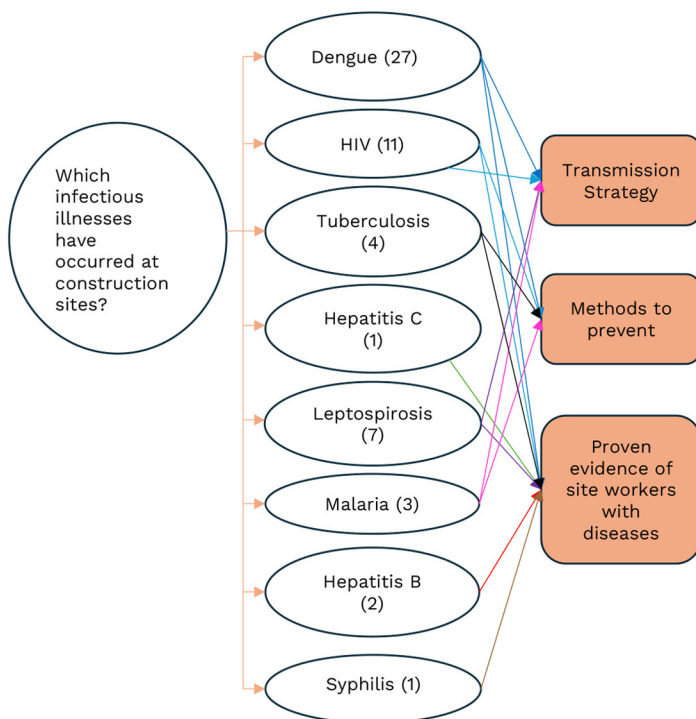 Which
infectious
illnesses
have
occurred at
construction
sites?
Dengue (27)
HIV (11)
Tuberculosis
(4)
Hepatitis C
(1)
Leptospirosis
(7)
Malaria (3)
Hepatitis B
(2)
Syphilis (1)
Transmission
Strategy
Methods to
prevent
Proven
evidence of
site workers
with
diseases